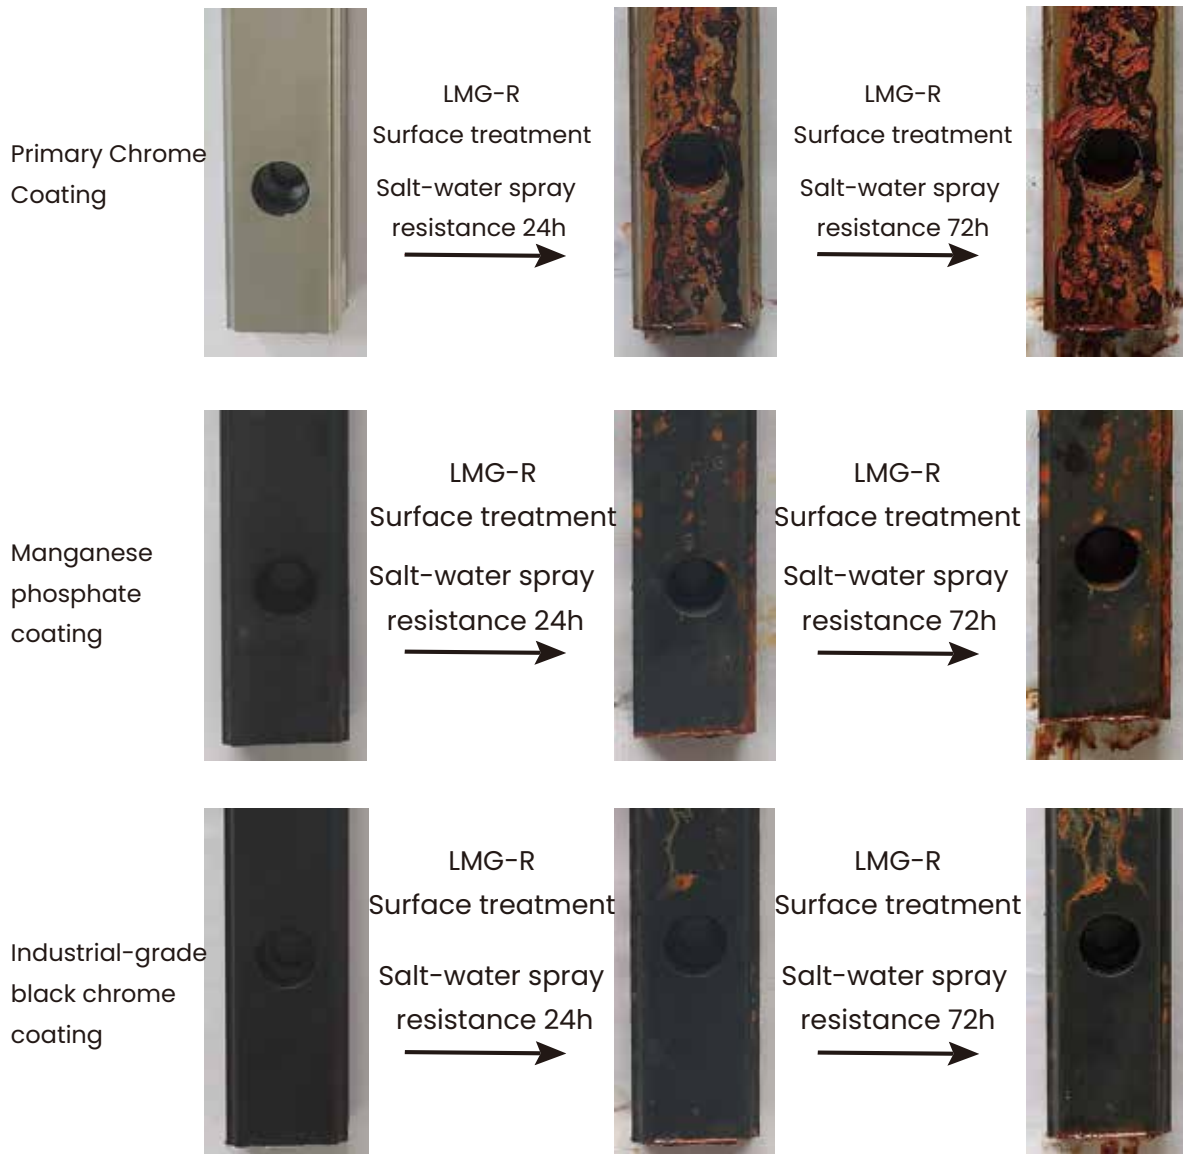 Primary Chrome
Coating
LMG-R
Surface treatment
Salt-water spray
resistance 24h
LMG-R
Surface treatment
Salt-water spray
resistance 72h
Manganese
phosphate
coating
LMG-R
Surface treatment
Salt-water spray
resistance 24h
LMG-R
Surface treatment
Salt-water spray
resistance 72h
Industrial-grade
black chrome
coating
LMG-R
Surface treatment
Salt-water spray
resistance 24h
LMG-R
Surface treatment
Salt-water spray
resistance 72h